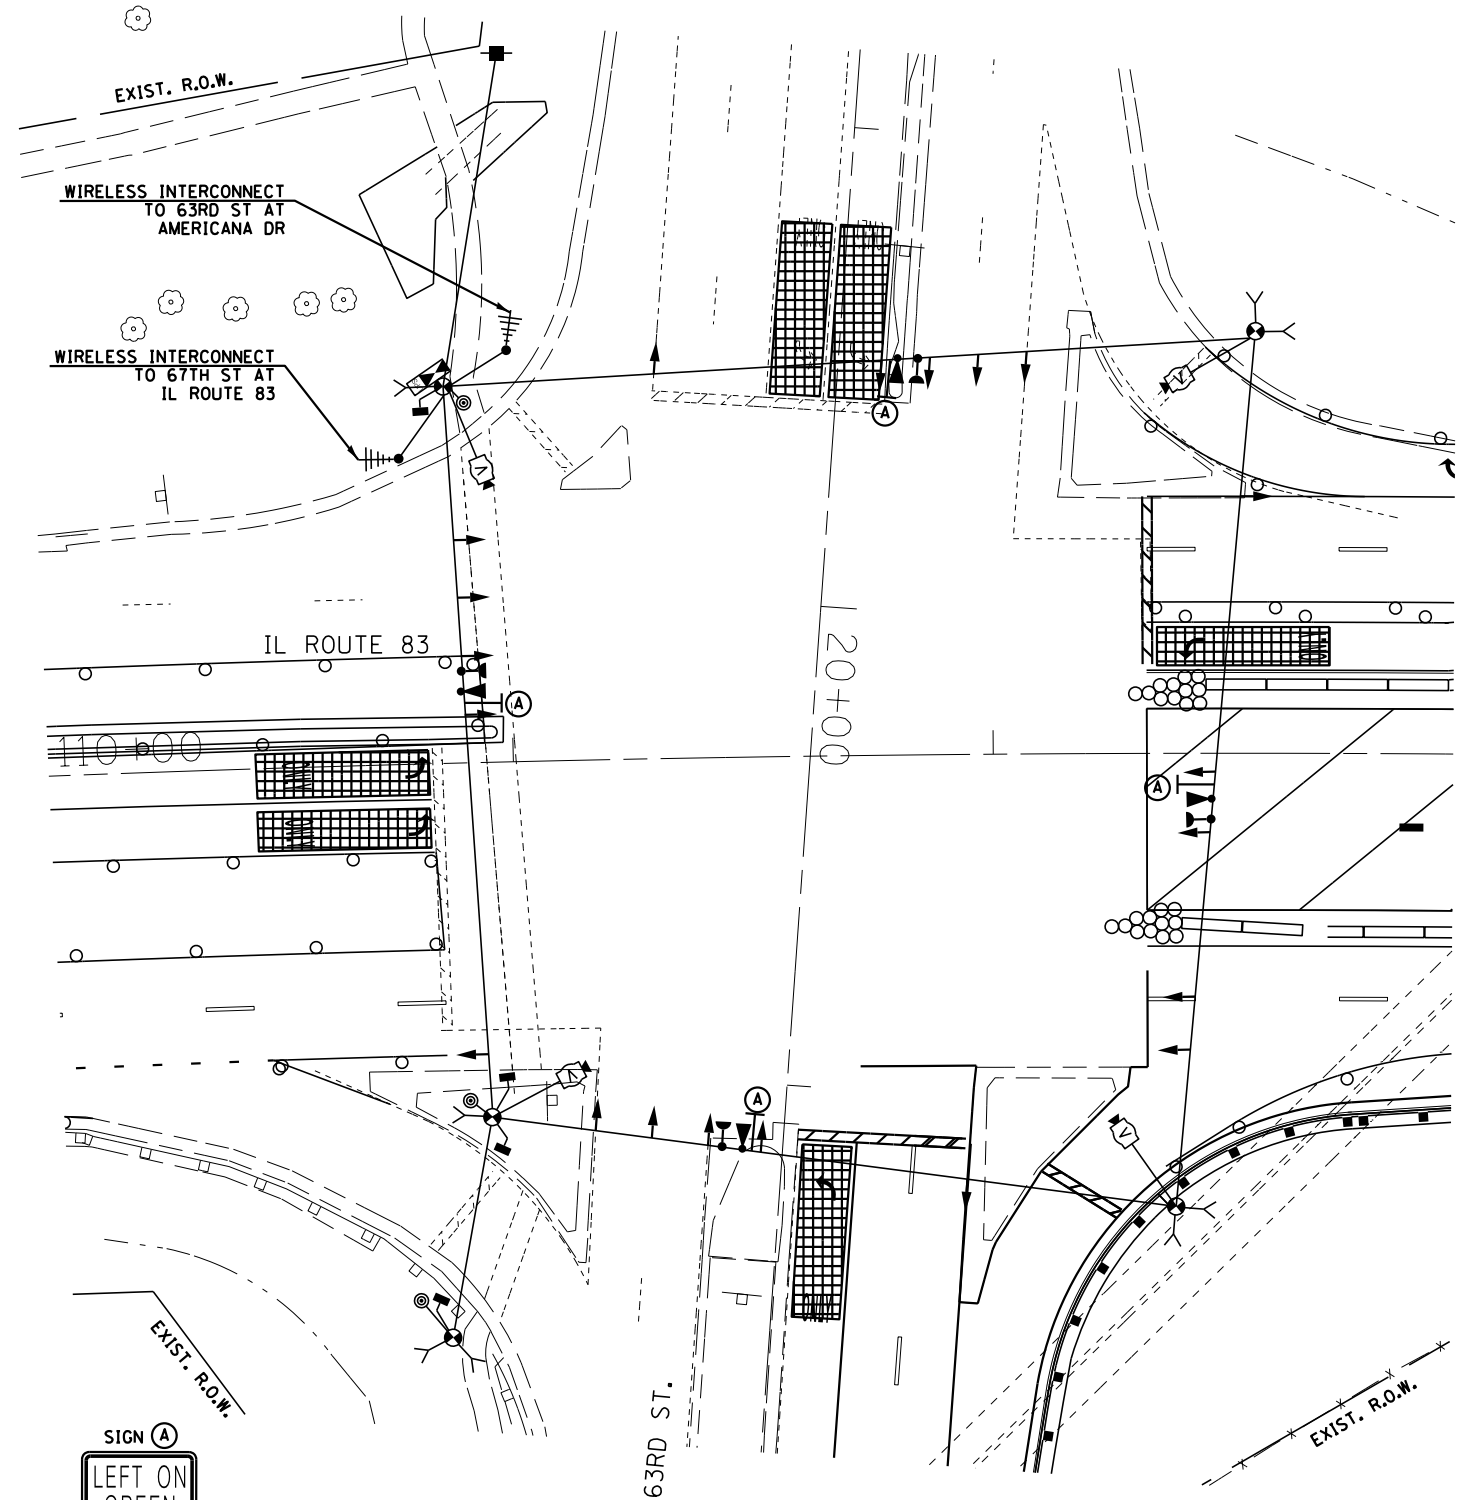 EXIST. R.O.W.
WIRELESS INTERCONNECT
TO 63RD ST AT
AMERICANA DR
WIRELESS INTERCONNECT
TO 67TH ST AT
IL ROUTE 83
V
V
A
IL ROUTE 83
A
20+00
110+00
A
V
A
V
EXIST. R.O.W.
63RD ST.
EXIST. R.O.W.
SIGN A
LEFT ON
GREEN